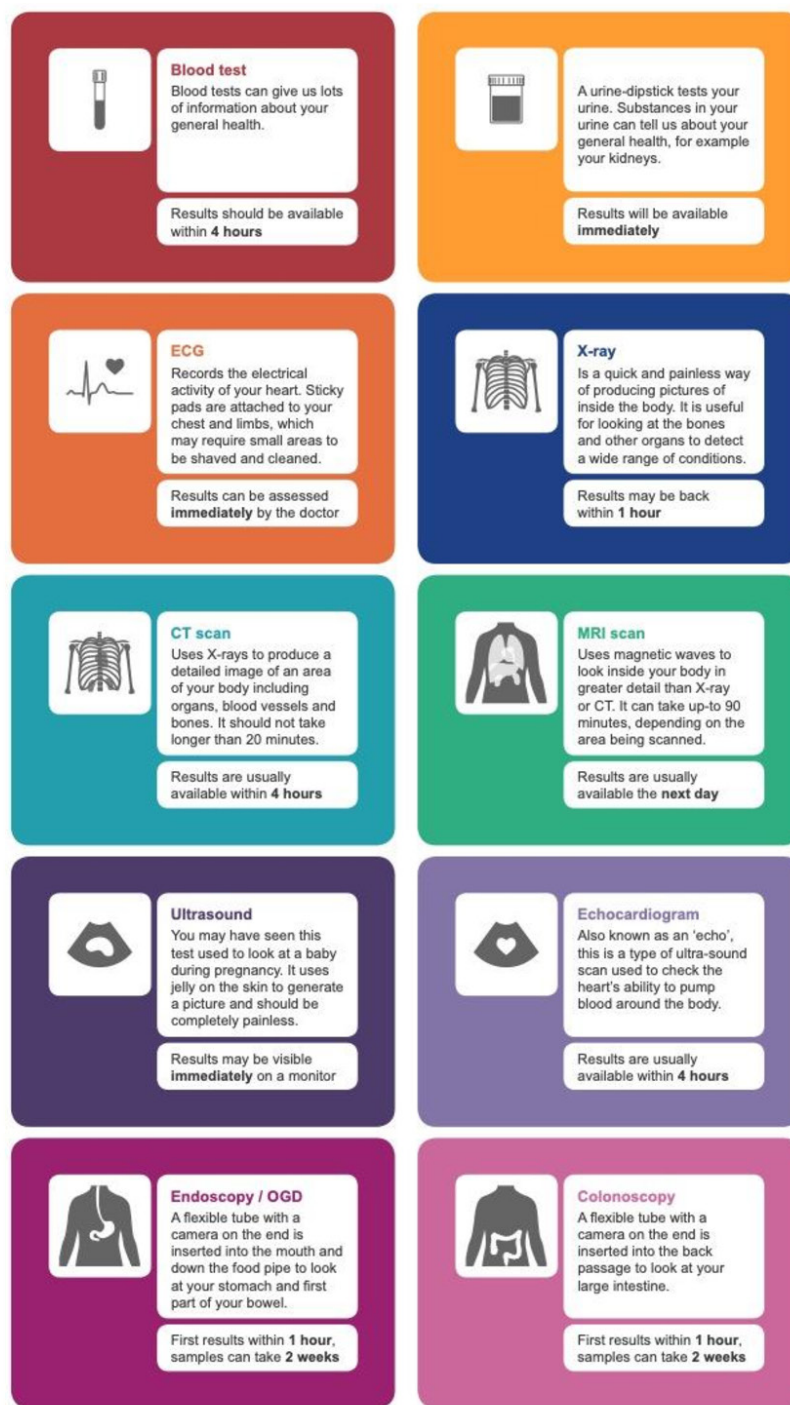 Blood test
Blood tests can give us lots
of information about your
general health.
Results should be available
within 4 hours
A urine-dipstick tests your
urine. Substances in your
urine can tell us about your
general health, for example
your kidneys.
Results will be available
immediately
ECG
Records the electrical
activity of your heart. Sticky
pads are attached to your
chest and limbs, which
may require small areas to
be shaved and cleaned.
Results can be assessed
immediately by the doctor
X-ray
Is a quick and painless way
of producing pictures of
inside the body. It is useful
for looking at the bones
and other organs to detect
a wide range of conditions.
Results may be back
within 1 hour
CT scan
Uses X-rays to produce a
detailed image of an area
of your body including
organs, blood vessels and
bones. It should not take
longer than 20 minutes.
Results are usually
available within 4 hours
MRI scan
Uses magnetic waves to
look inside your body in
greater detail than X-ray
or CT. It can take up-to 90
minutes, depending on the
area being scanned.
Results are usually
available the next day
Ultrasound
You may have seen this
test used to look at a baby
during pregnancy. It uses
jelly on the skin to generate
a picture and should be
completely painless.
Results may be visible
immediately on a monitor
Echocardiogram
Also known as an ‘echo’,
this is a type of ultra-sound
scan used to check the
heart’s ability to pump
blood around the body.
Results are usually
available within 4 hours
Endoscopy / OGD
A flexible tube with a
camera on the end is
inserted into the mouth and
down the food pipe to look
at your stomach and first
part of your bowel.
First results within 1 hour,
samples can take 2 weeks
Colonoscopy
A flexible tube with a
camera on the end is
inserted into the back
passage to look at your
large intestine.
First results within 1 hour,
samples can take 2 weeks